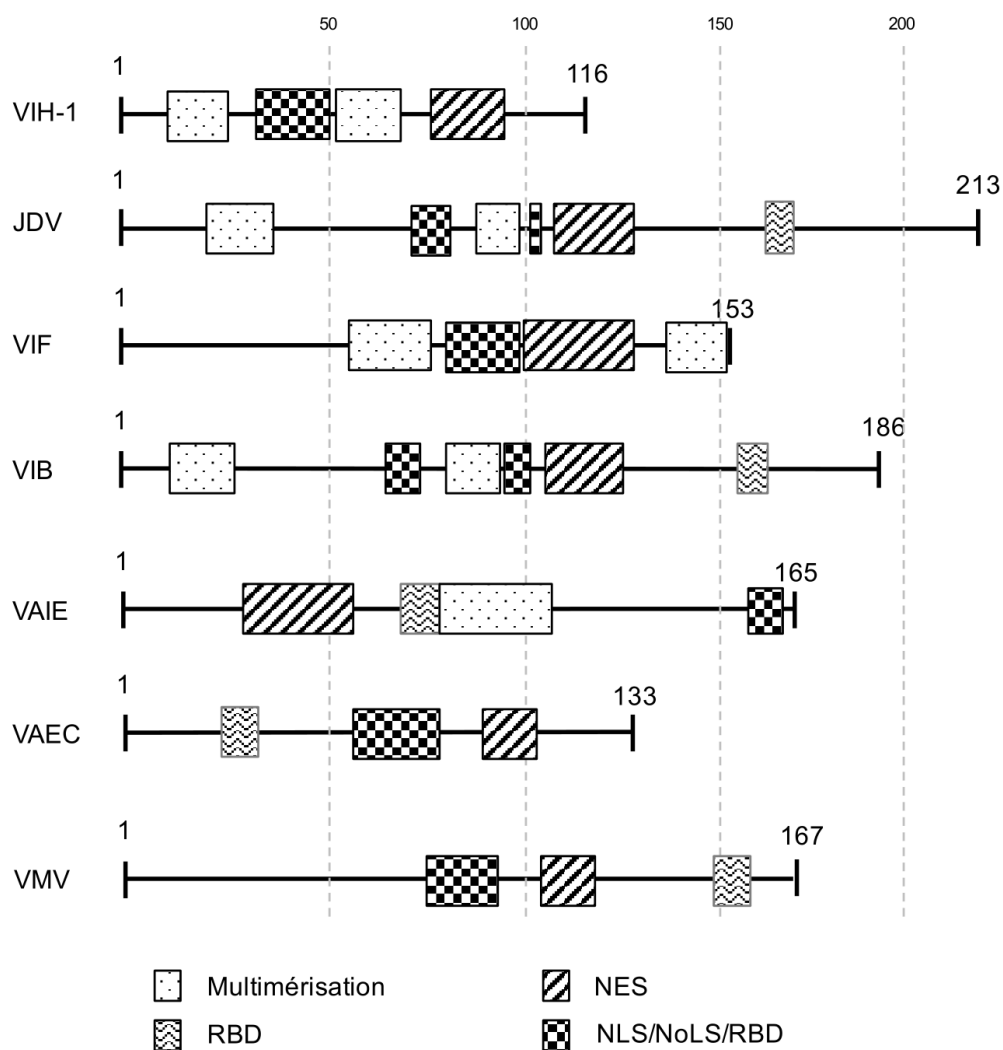 50 100 150 200
1 116
VIH-1
1 213
JDV
1 153
VIF
1 186
VIB
1 165
VAIE
1 133
VAEC
1 167
VMV
Multimérisation NES
RBD NLS/NoLS/RBD